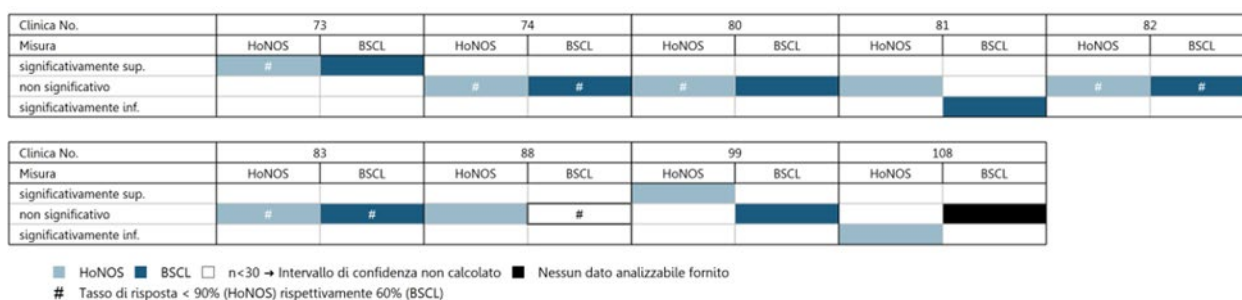 Clinica No. 73 74 80 81 82
Misura HoNOS BSCL HoNOS BSCL HoNOS BSCL HoNOS BSCL HoNOS BSCL
significativamente sup. #
non significativo # # # # #
significativamente inf.
Clinica No. 83 88 99 108
Misura HoNOS BSCL HoNOS BSCL HoNOS BSCL HoNOS BSCL
significativamente sup.
non significativo # # #
significativamente inf.
HoNOS BSCL n<30 → Intervallo di confidenza non calcolato Nessun dato analizzabile fornito
# Tasso di risposta < 90% (HoNOS) rispettivamente 60% (BSCL)